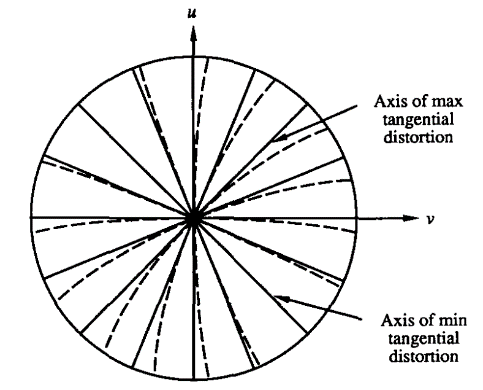 u
Axis of max
tangential
distortion
v
Axis of min
tangential
distortion